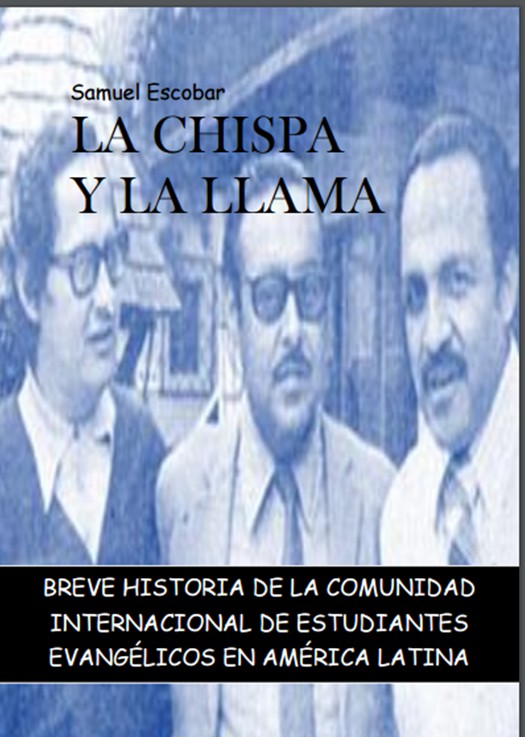 Samuel Escobar
LA CHISPA
Y LA LLAMA
BREVE HISTORIA DE LA COMUNIDAD
INTERNACIONAL DE ESTUDIANTES
EVANGÉLICOS EN AMÉRICA LATINA